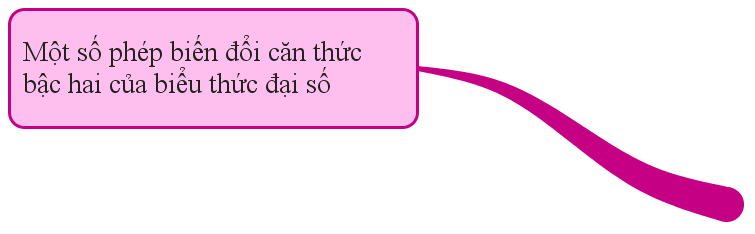 Một số phép biến đổi căn thức
bậc hai của biểu thức đại số